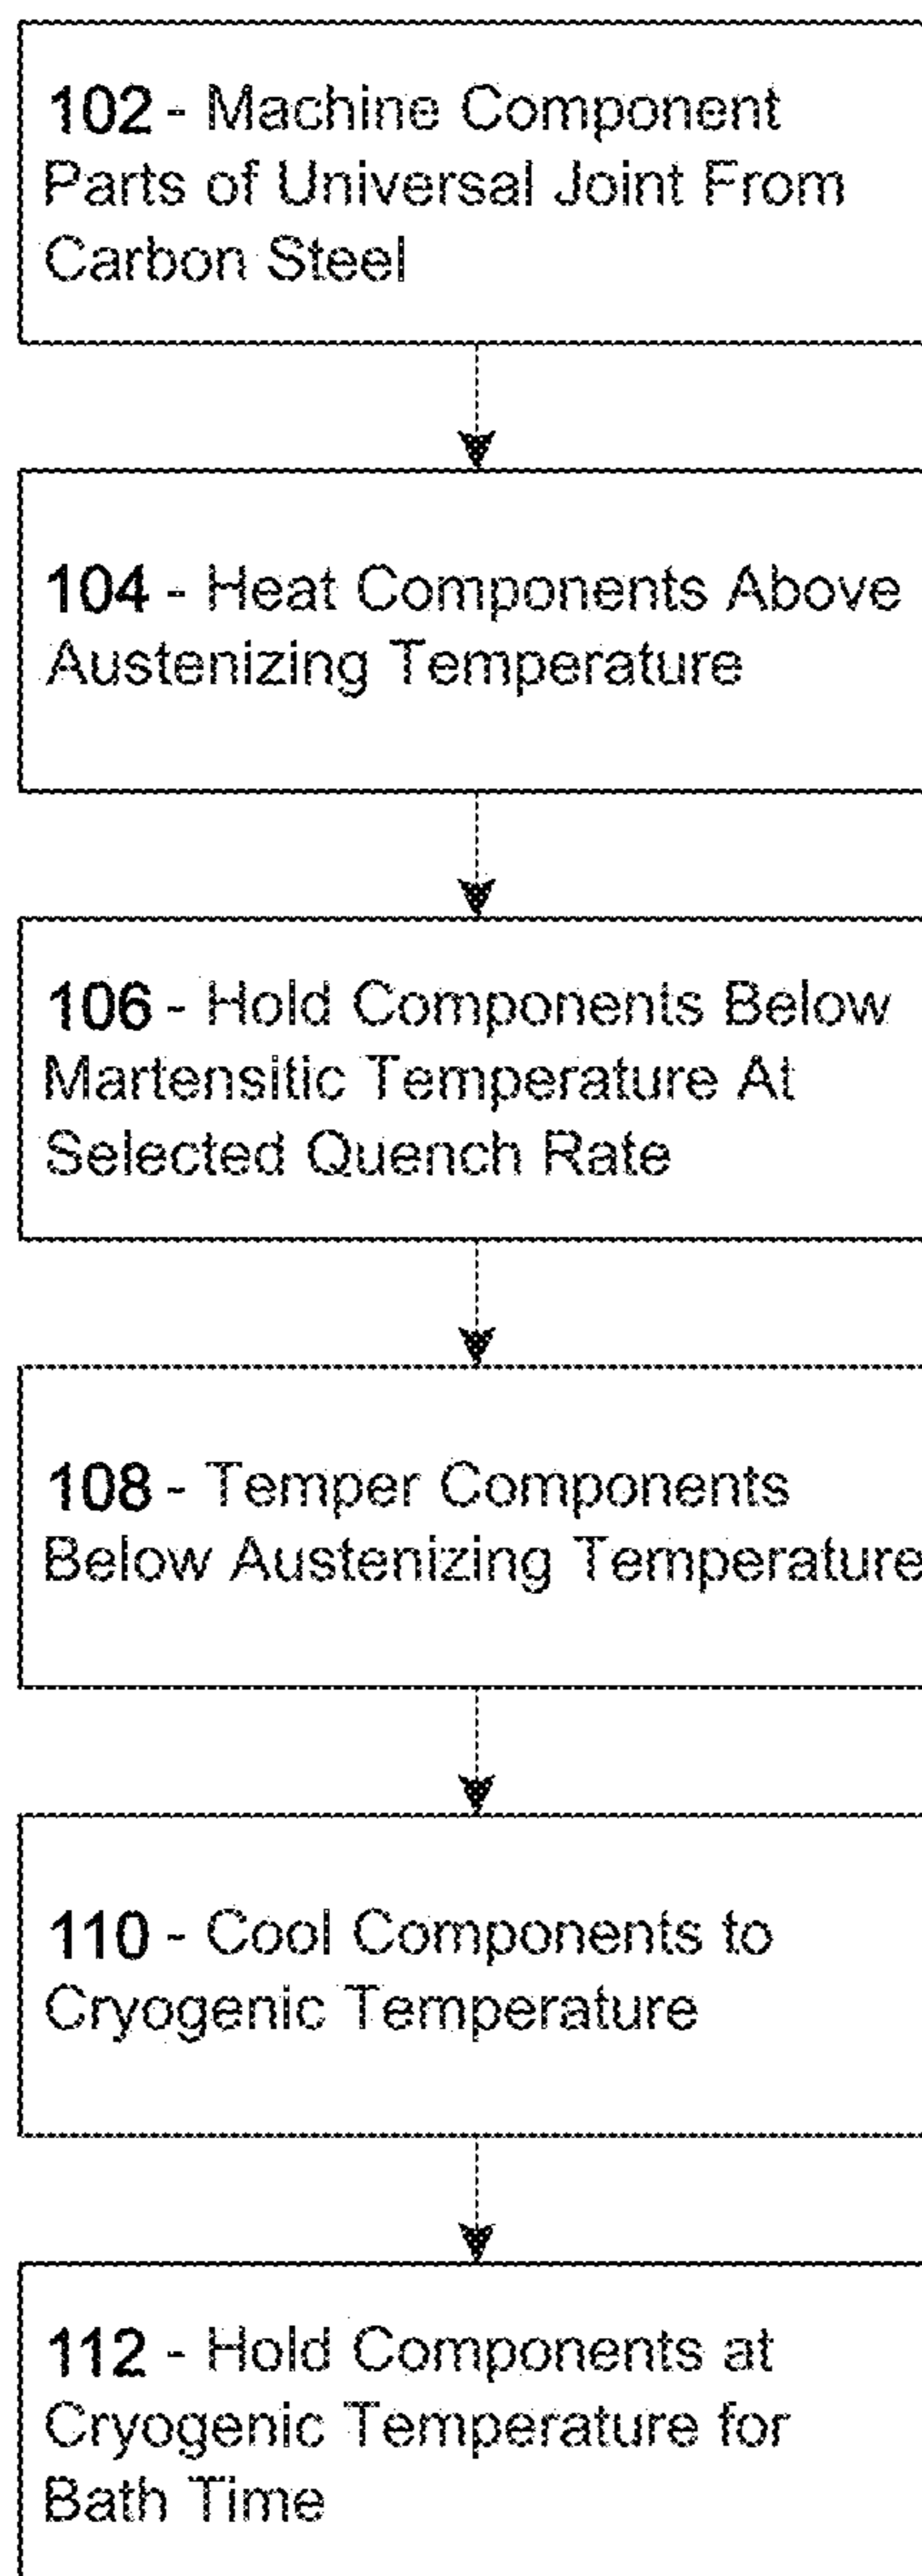 102 - Machine Component
Parts of Universal Joint From
Carbon Steel
104 - Heat Components Above
Austenizing Temperature
106 - Hold Components Below
Martensitic Temperature At
Selected Quench Rate
108 - Temper Components
Below Austenizing Temperature
110 - Cool Components to
Cryogenic Temperature
112 - Hold Components at
Cryogenic Temperature for
Bath Time